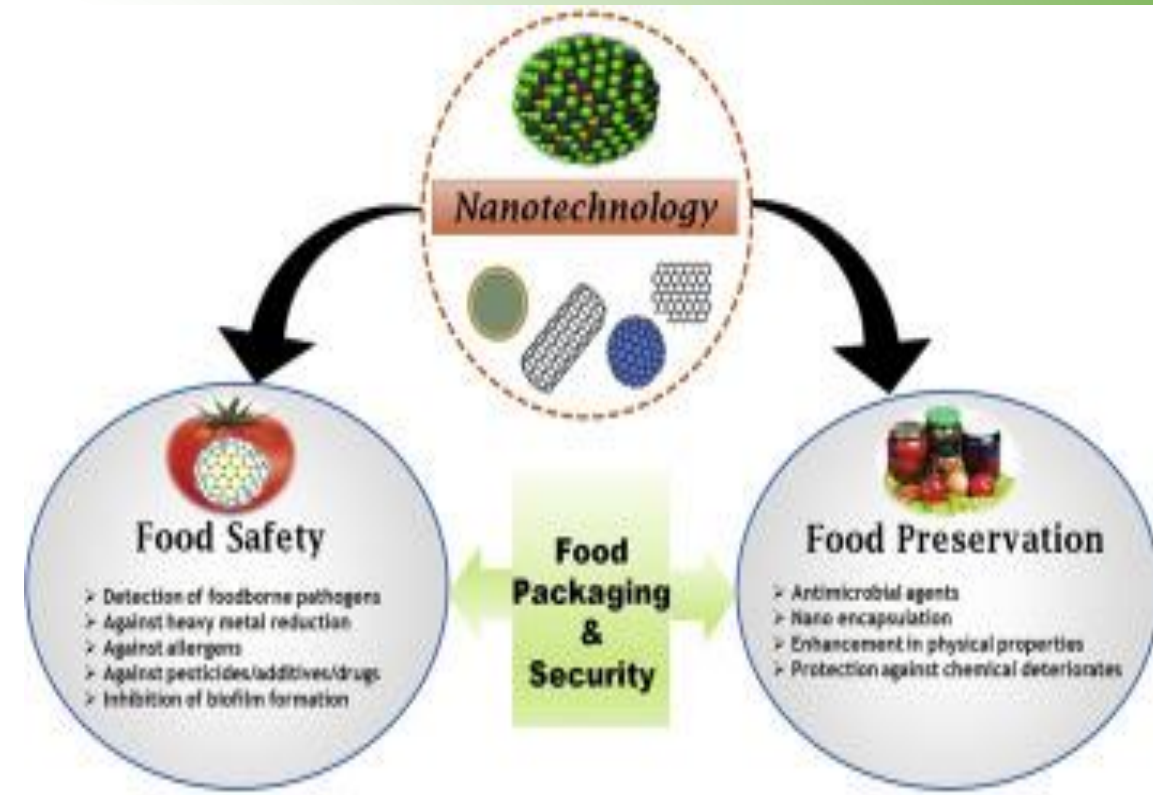 Nanotechnology
Food Safety
➢ Detection of foodborne pathogens
➢ Against heavy metal reduction
➢ Against allergens
➢ Against pesticides/additives/drugs
➢ Inhibition of biofilm formation
Food
Packaging
&
Security
Food Preservation
➢ Antimicrobial agents
➢ Nano encapsulation
➢ Enhancement in physical properties
➢ Protection against chemical deteriorates